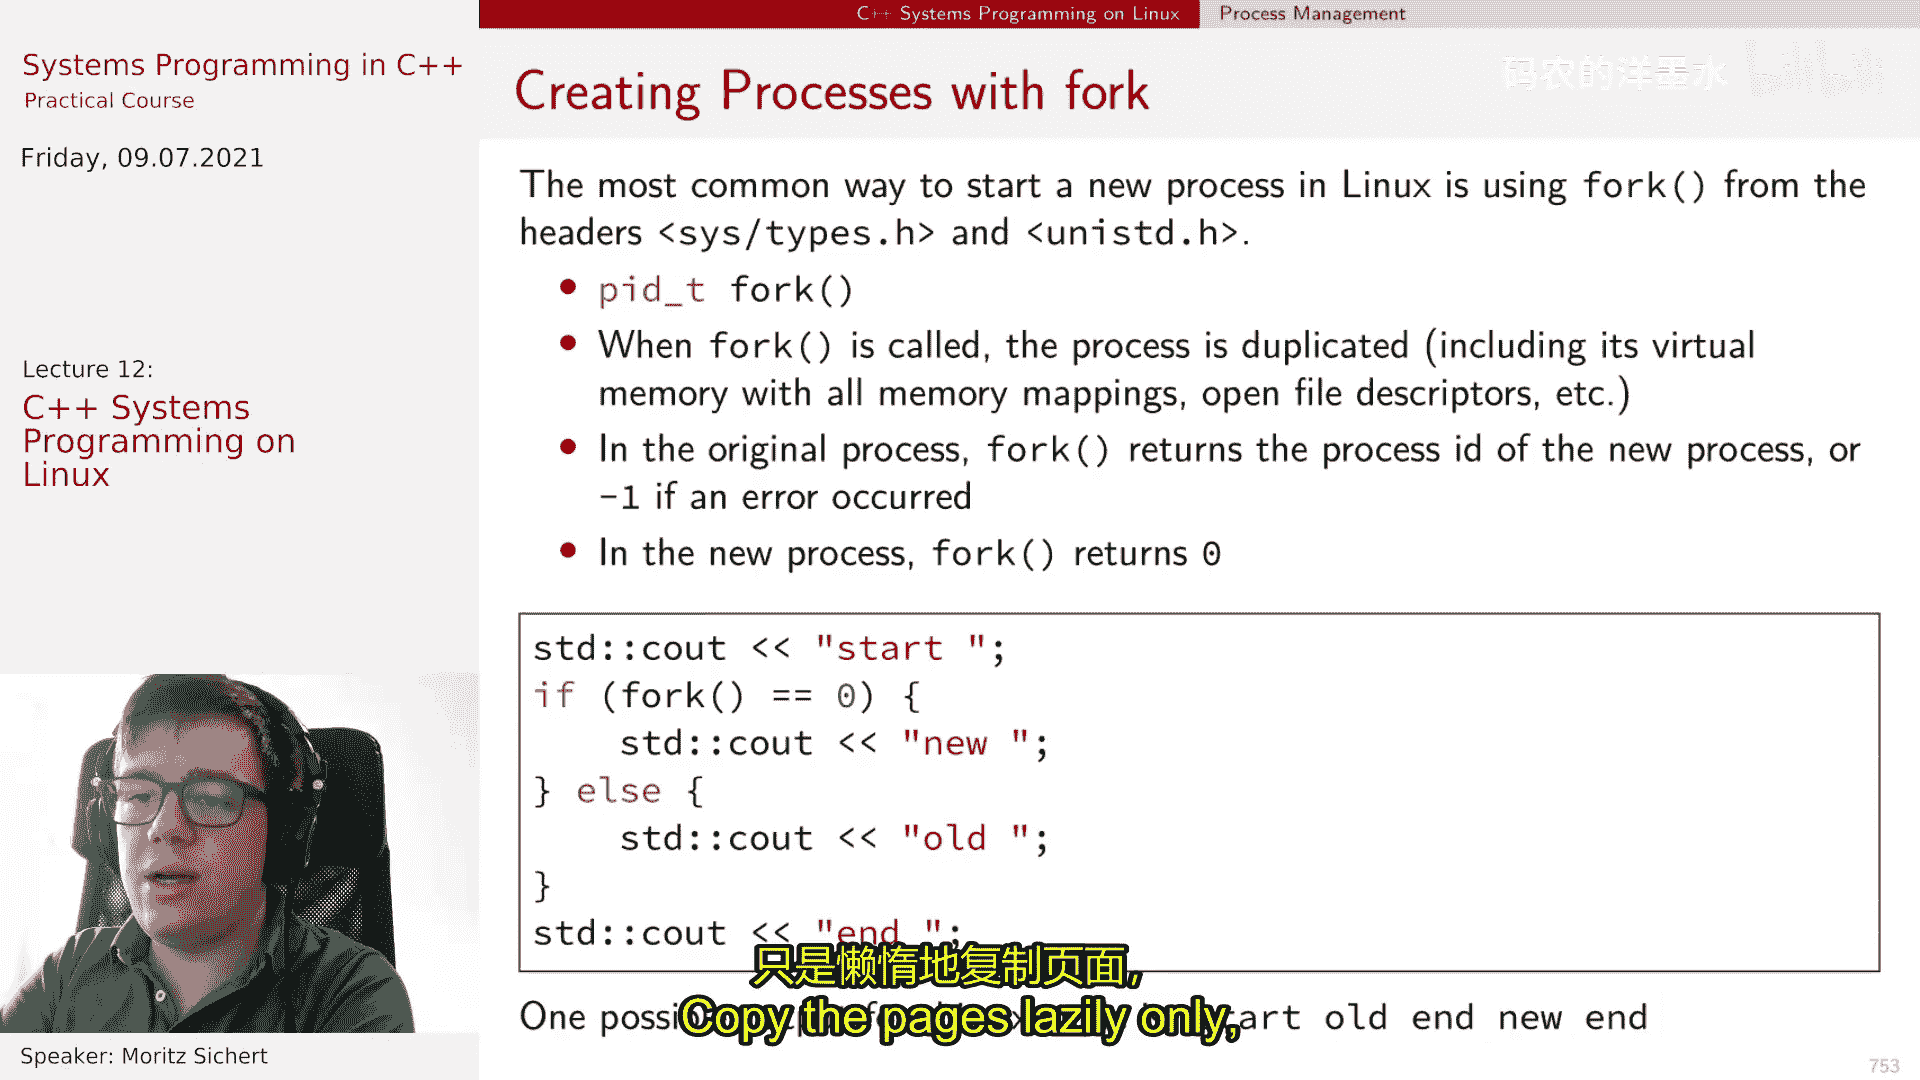 C++ Systems Programming on Linux
Process Management
Systems Programming in C++
Practical Course
Friday, 09.07.2021
Lecture 12:
C++ Systems
Programming on
Linux
Speaker: Moritz Sichert
码农的洋墨水
Creating Processes with fork
The most common way to start a new process in Linux is using fork() from the
headers <sys/types.h> and <unistd.h>.
• pid_t fork()
• When fork() is called, the process is duplicated (including its virtual
memory with all memory mappings, open file descriptors, etc.)
• In the original process, fork() returns the process id of the new process, or
-1 if an error occurred
• In the new process, fork() returns 0
std::cout << "start ";
if (fork() == 0) {
    std::cout << "new ";
} else {
    std::cout << "old ";
}
std::cout << "end ";
只是懒惰地复制页面,
Copy the pages lazily only,
One old end new end
753